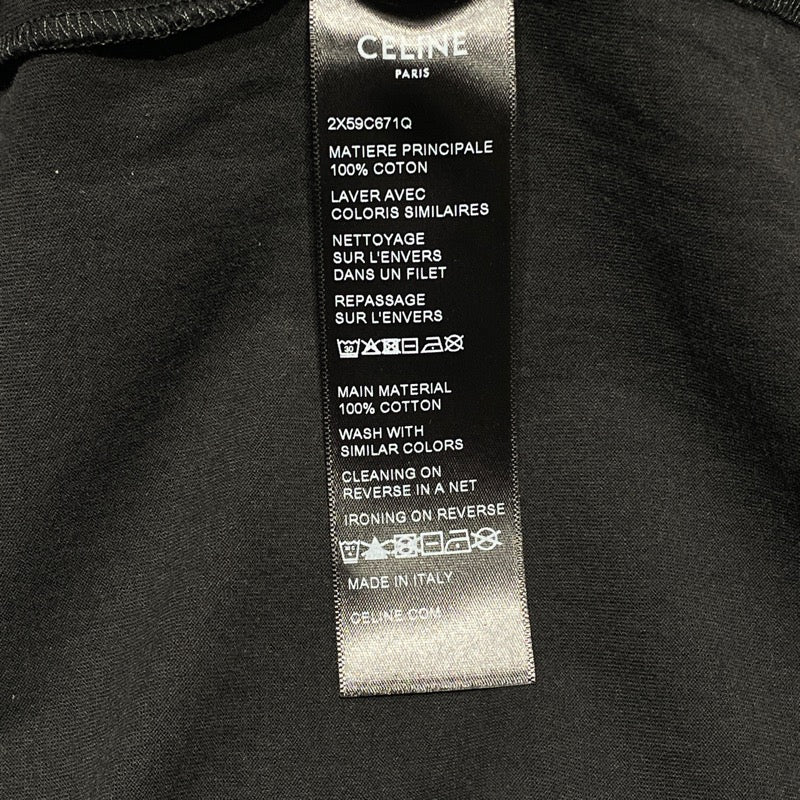 CELINE
PARIS
2X59C671Q
MATIERE PRINCIPALE
100% COTON
LAVER AVEC
COLORIS SIMILAIRES
NETTOYAGE
SUR L'ENVERS
DANS UN FILET
REPASSAGE
SUR L'ENVERS
30
MAIN MATERIAL
100% COTTON
WASH WITH
SIMILAR COLORS
CLEANING ON
REVERSE IN A NET
IRONING ON REVERSE
MADE IN ITALY
CELINE.COM